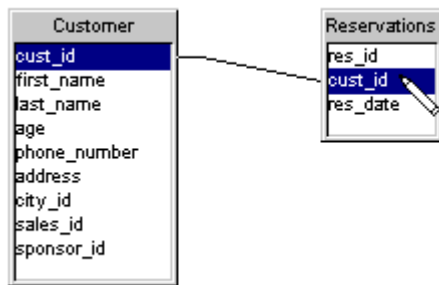 Customer
cust_id
first_name
last_name
age
phone_number
address
city_id
sales_id
sponsor_id
Reservations
res_id
cust_id
res_date